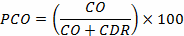 PCO = (CO / (CO + CDR)) × 100